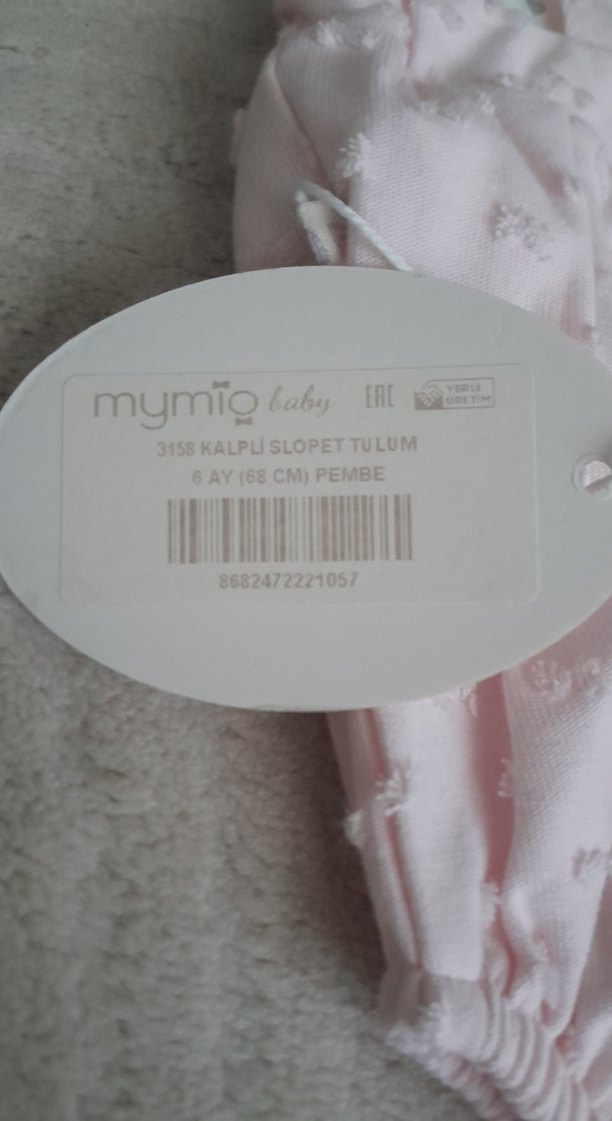 mymio baby EAC YERLİ
ÜRETİM
3158 KALPLİ SLOPET TULUM
6 AY (68 CM) PEMBE
8682472221057